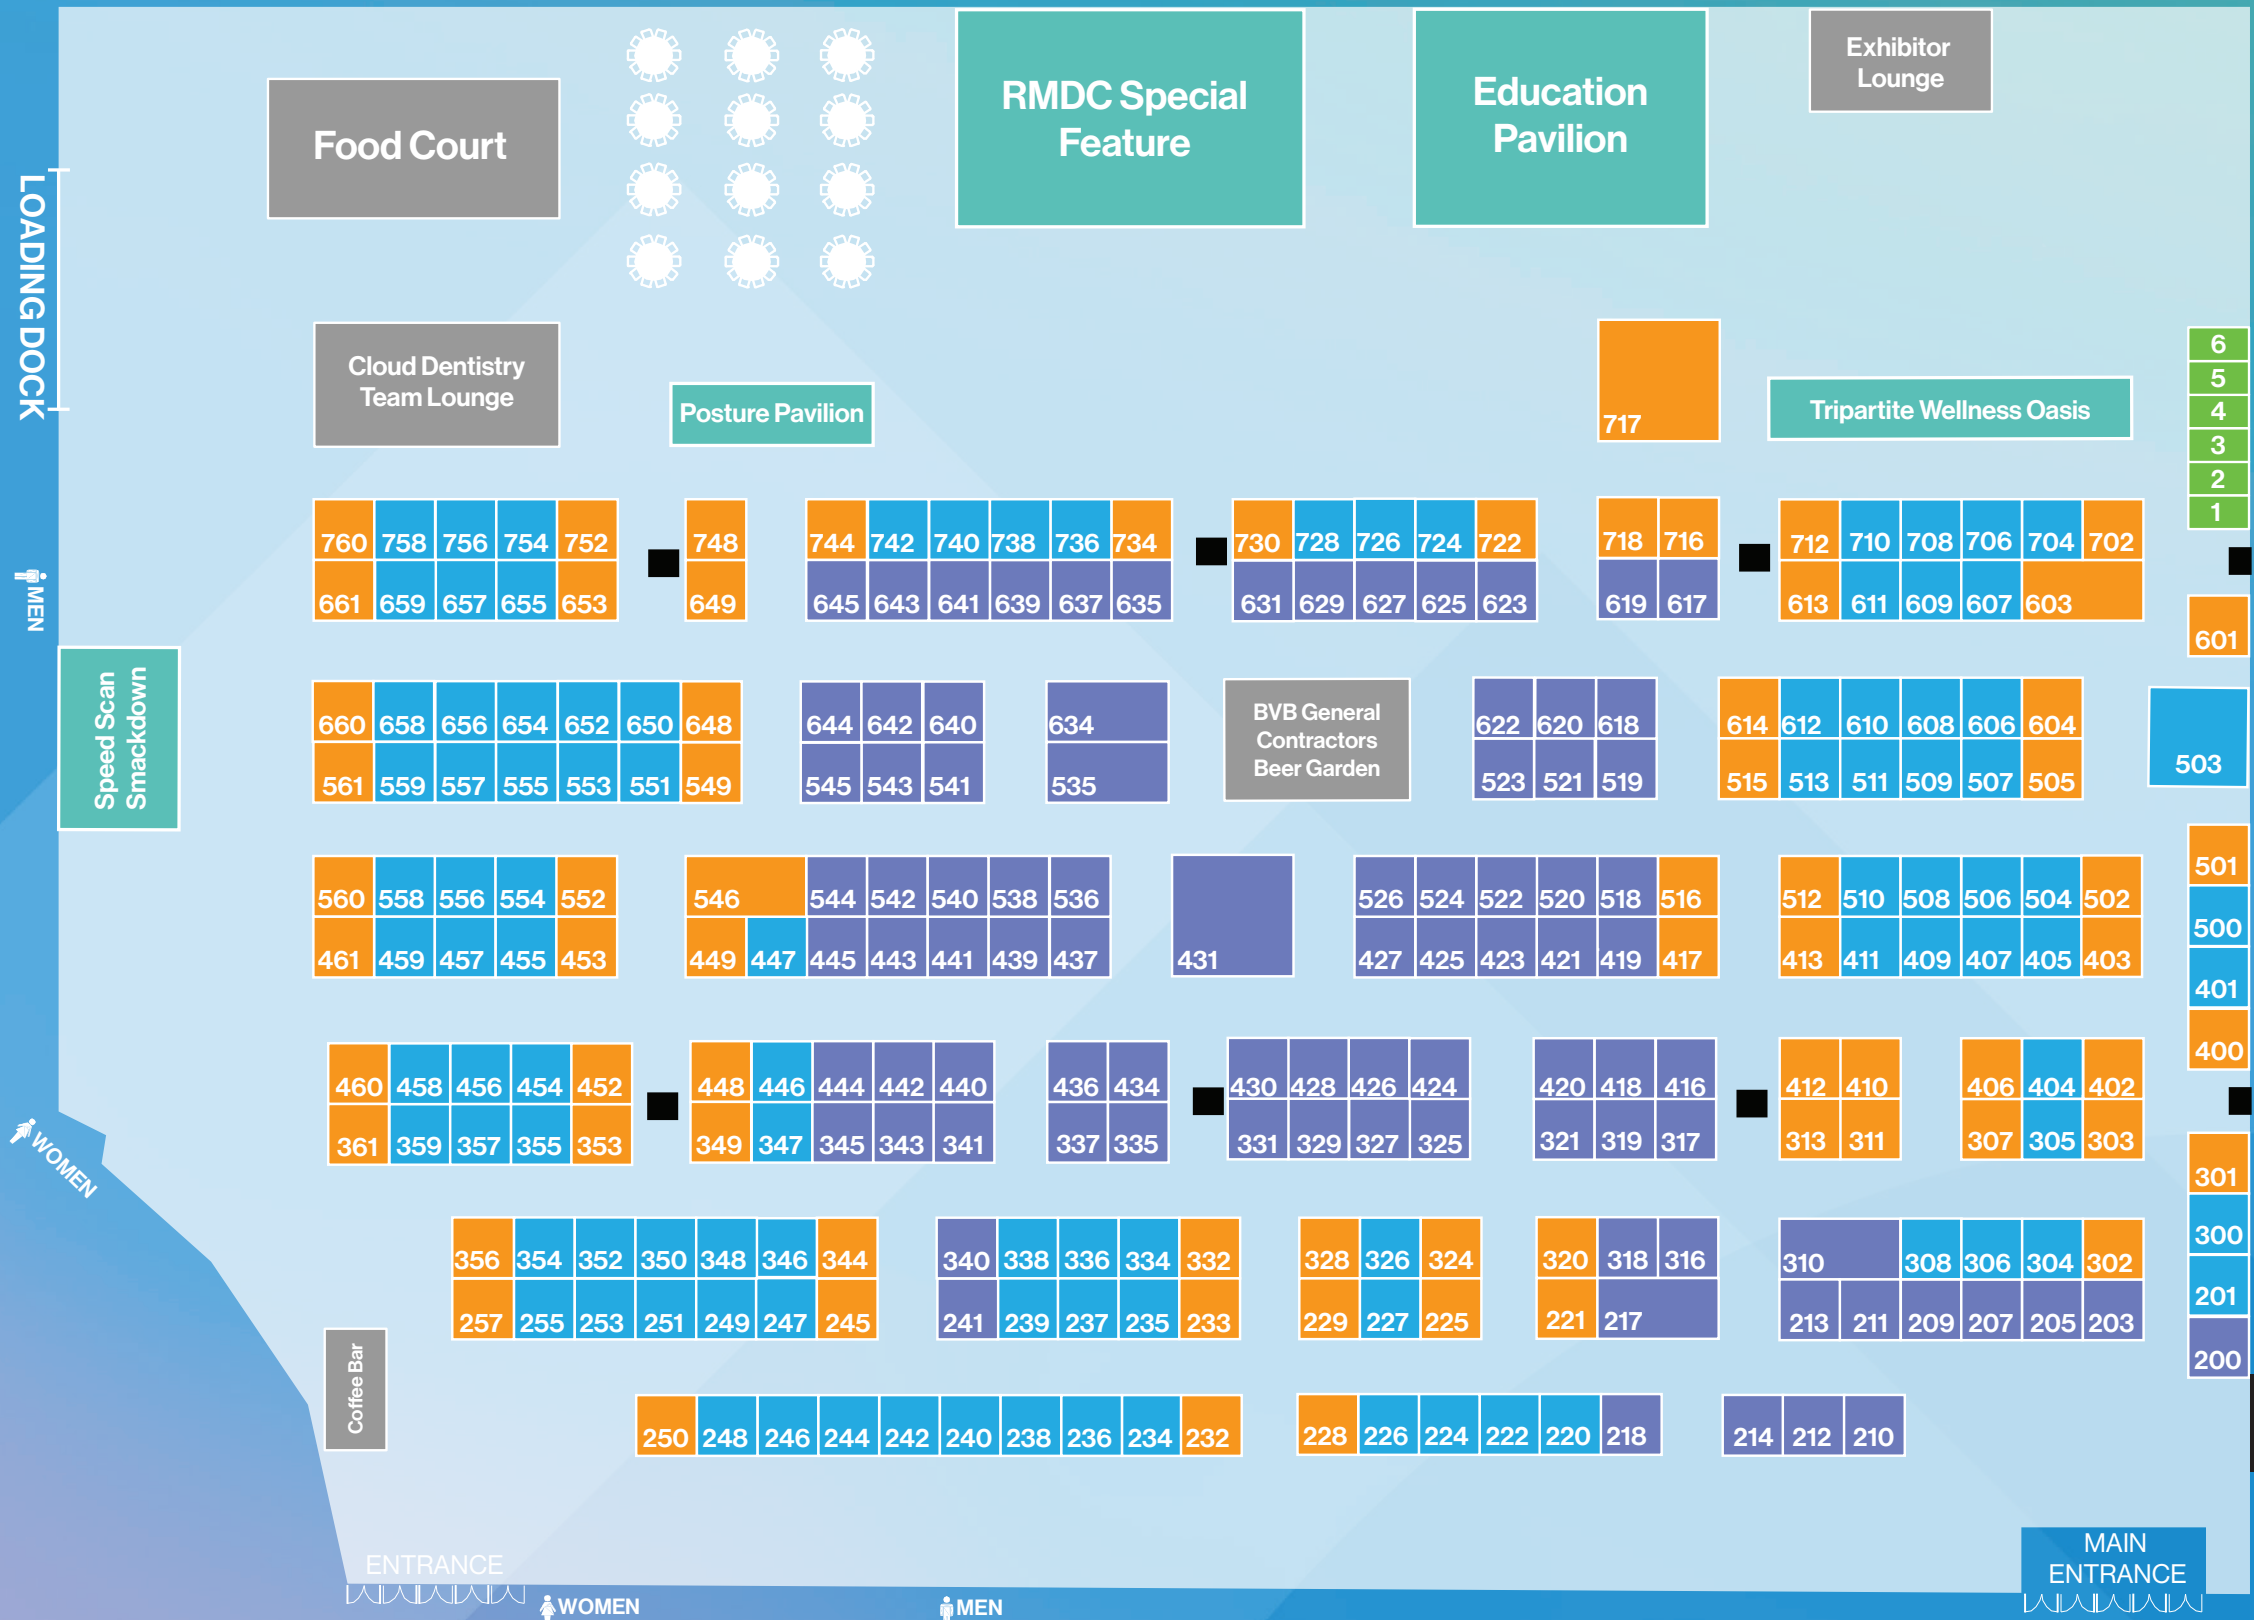 Food Court
RMDC Special
Feature
Education
Pavilion
Exhibitor
Lounge
LOADING DOCK
Cloud Dentistry
Team Lounge
Posture Pavilion
717
Tripartite Wellness Oasis
6
5
4
3
2
1
760 758 756 754 752 748 744 742 740 738 736 734 730 728 726 724 722 718 716 712 710 708 706 704 702
661 659 657 655 653 649 645 643 641 639 637 635 631 629 627 625 623 619 617 613 611 609 607 603
601
MEN
Speed Scan
Smackdown
660 658 656 654 652 650 648 644 642 640 634
BVB General
Contractors
Beer Garden
622 620 618 614 612 610 608 606 604
561 559 557 555 553 551 549 545 543 541 535 523 521 519 515 513 511 509 507 505
503
560 558 556 554 552 546 544 542 540 538 536 526 524 522 520 518 516 512 510 508 506 504 502
501
500
461 459 457 455 453 449 447 445 443 441 439 437 431 427 425 423 421 419 417 413 411 409 407 405 403
401
400
460 458 456 454 452 448 446 444 442 440 436 434 430 428 426 424 420 418 416 412 410 406 404 402
361 359 357 355 353 349 347 345 343 341 337 335 331 329 327 325 321 319 317 313 311 307 305 303
WOMEN
301
300
201
200
356 354 352 350 348 346 344 340 338 336 334 332 328 326 324 320 318 316 310 308 306 304 302
257 255 253 251 249 247 245 241 239 237 235 233 229 227 225 221 217 213 211 209 207 205 203
Coffee Bar
250 248 246 244 242 240 238 236 234 232 228 226 224 222 220 218 214 212 210
ENTRANCE
MAIN
ENTRANCE
WOMEN
MEN